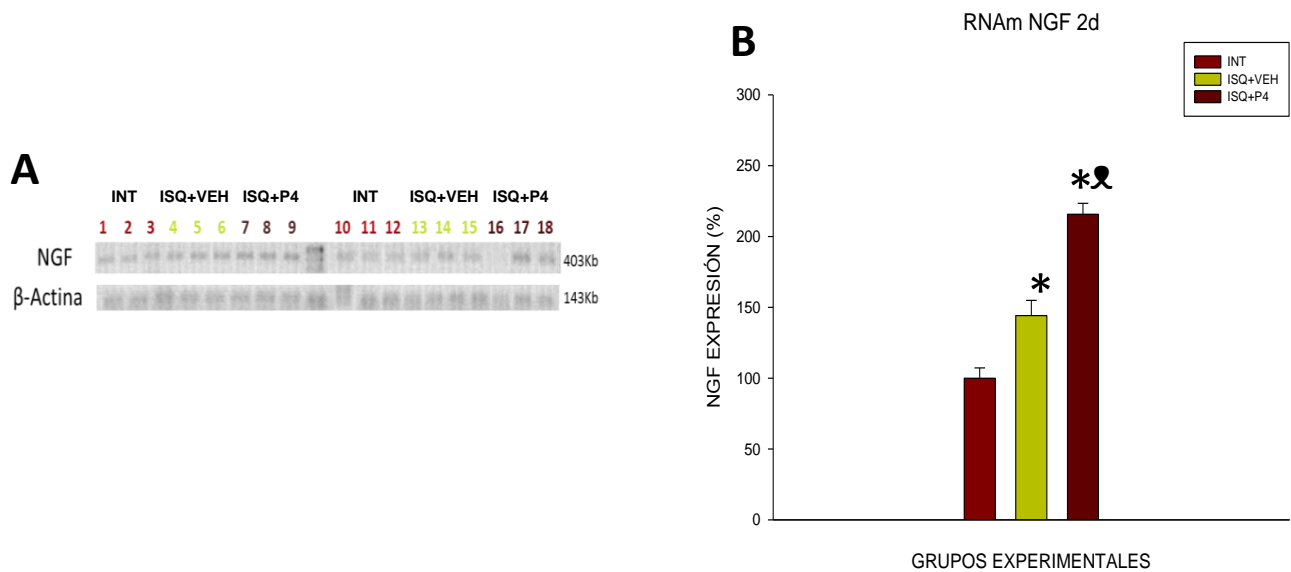 A
INT ISQ+VEH ISQ+P4 INT ISQ+VEH ISQ+P4
1 2 3 4 5 6 7 8 9 10 11 12 13 14 15 16 17 18
NGF 403Kb
β-Actina 143Kb
B
RNAm NGF 2d
INT
ISQ+VEH
ISQ+P4
NGF EXPRESIÓN (%)
300
250
200
150
100
50
0
*
*
GRUPOS EXPERIMENTALES